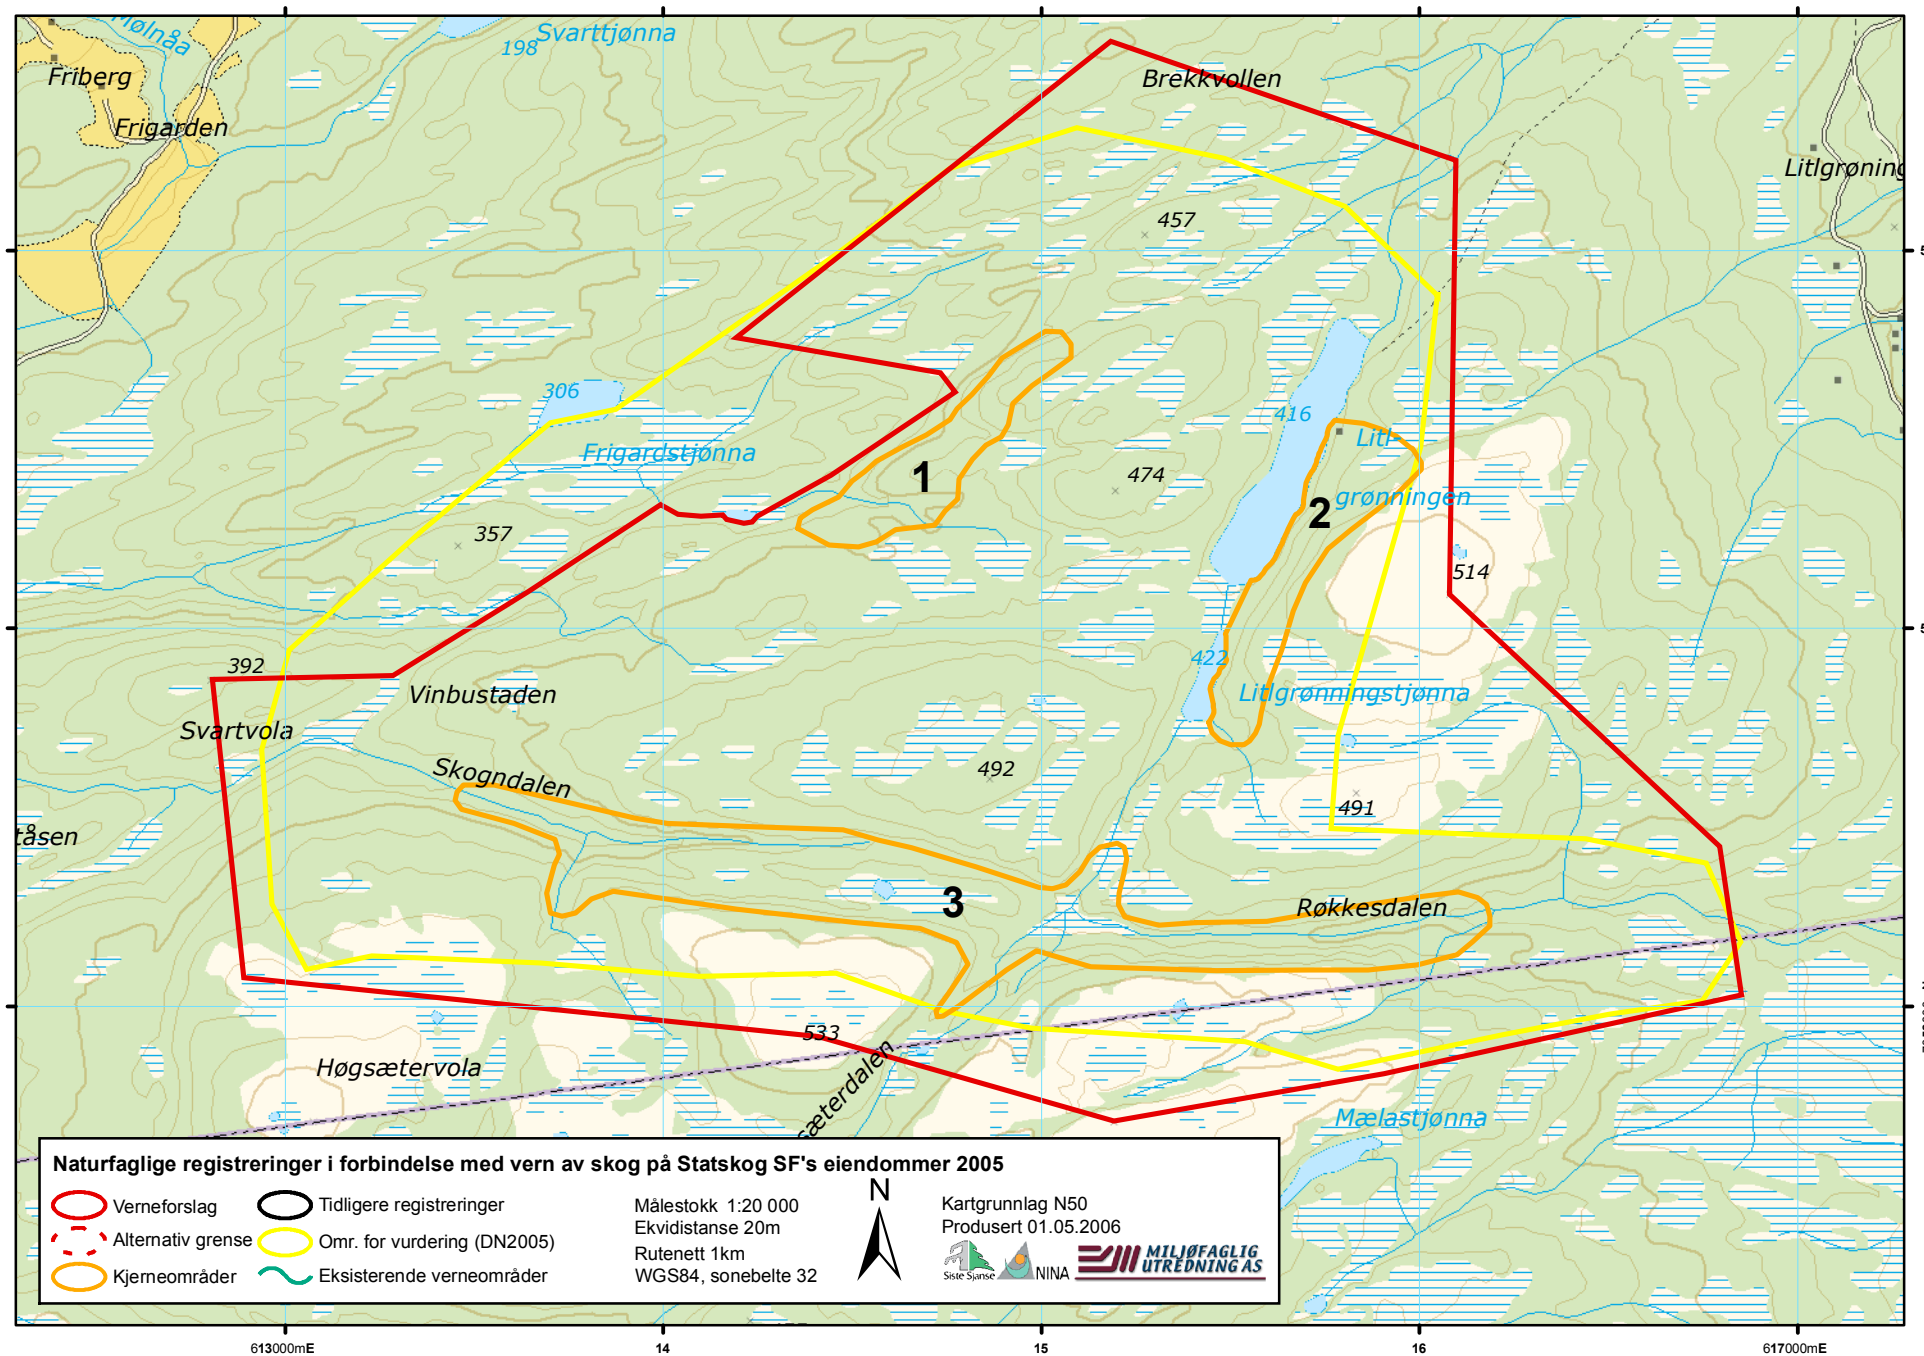 Mølnåa
198
Svarttjønna
Friberg
Brekkvollen
Frigarden
Litlgrøning
457
306
416
Litl-
Frigardstjønna
1
474
grønningen
2
357
514
392
422
Vinbustaden
Litlgrønningstjønna
Svartvola
492
Skogndalen
491
tåsen
3
Røkkesdalen
533
Høgsætervola
sæterdalen
Mælastjønna
Naturfaglige registreringer i forbindelse med vern av skog på Statskog SF's eiendommer 2005
Verneforslag
Tidligere registreringer
Målestokk 1:20 000
N
Kartgrunnlag N50
Ekvidistanse 20m
Produsert 01.05.2006
Alternativ grense
Omr. for vurdering (DN2005)
Rutenett 1km
Kjerneområder
Eksisterende verneområder
WGS84, sonebelte 32
Siste Sjanse
NINA
MILJØFAGLIG
UTREDNING AS
613000mE
14
15
16
617000mE